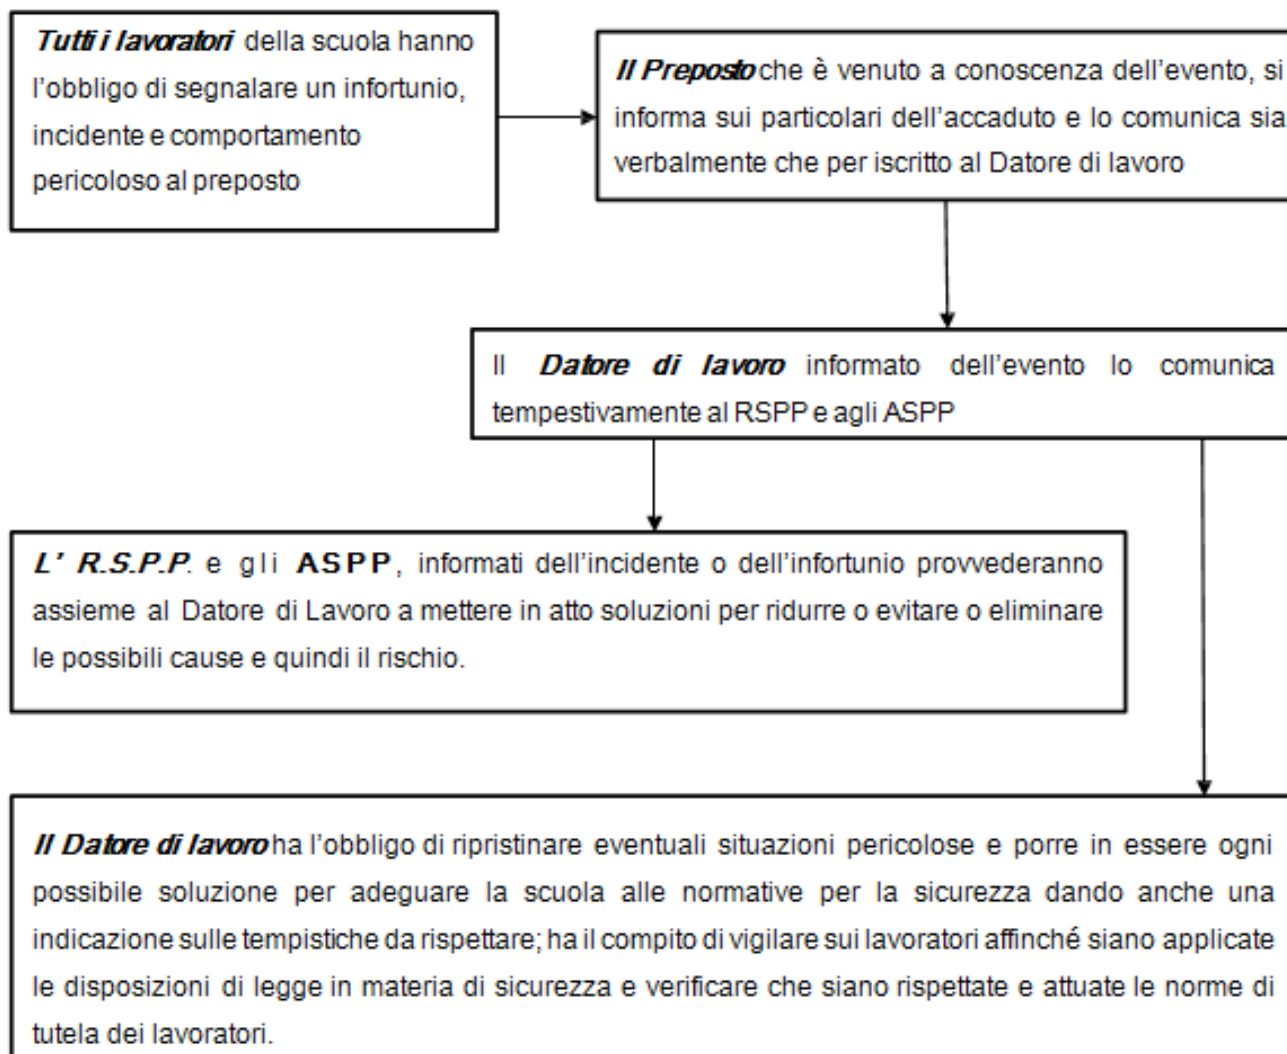 Tutti i lavoratori della scuola hanno
l'obbligo di segnalare un infortunio,
incidente e comportamento
pericoloso al preposto
Il Preposto che è venuto a conoscenza dell'evento, si
informa sui particolari dell'accaduto e lo comunica sia
verbalmente che per iscritto al Datore di lavoro
Il Datore di lavoro informato dell'evento lo comunica
tempestivamente al RSPP e agli ASPP
L' R.S.P.P. e gli ASPP, informati dell'incidente o dell'infortunio provvederanno
assieme al Datore di Lavoro a mettere in atto soluzioni per ridurre o evitare o eliminare
le possibili cause e quindi il rischio.
Il Datore di lavoro ha l'obbligo di ripristinare eventuali situazioni pericolose e porre in essere ogni
possibile soluzione per adeguare la scuola alle normative per la sicurezza dando anche una
indicazione sulle tempistiche da rispettare; ha il compito di vigilare sui lavoratori affinché siano applicate
le disposizioni di legge in materia di sicurezza e verificare che siano rispettate e attuate le norme di
tutela dei lavoratori.